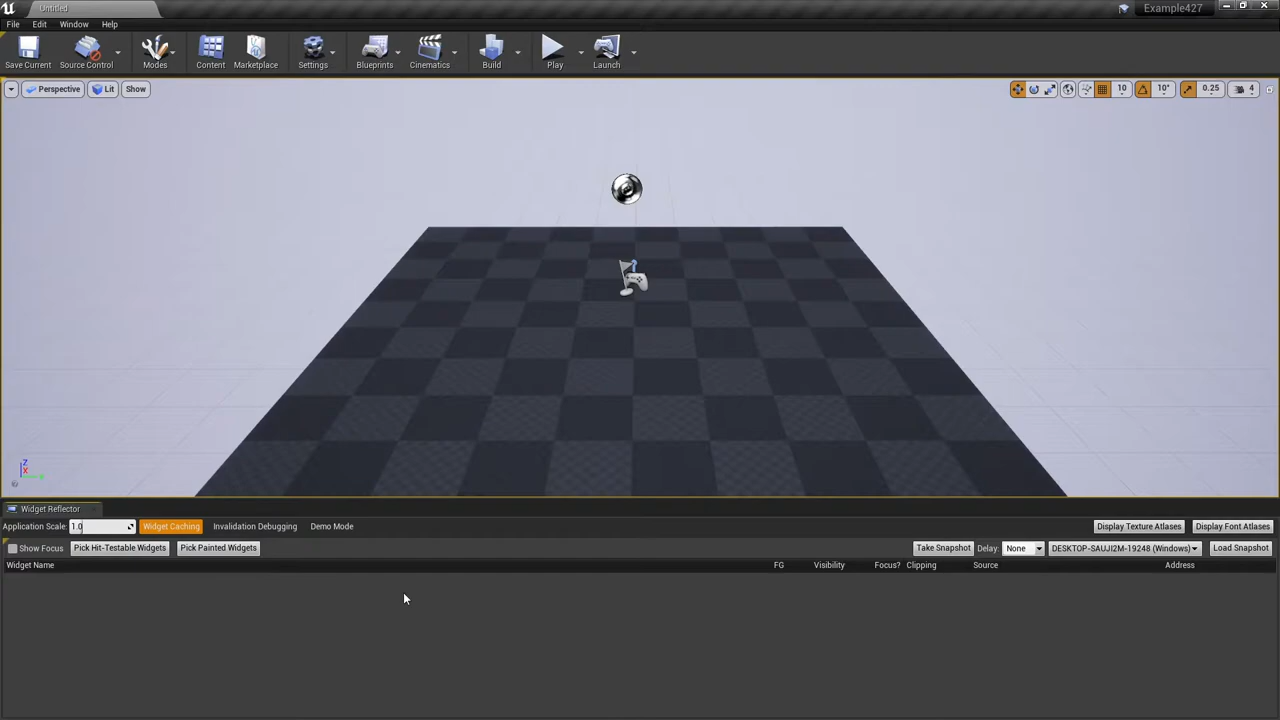 Untitled
Example427
File Edit Window Help
Save Current Source Control Modes Content Marketplace Settings Blueprints Cinematics Build Play Launch
Perspective Lit Show 10 10° 0.25 4
Z
X
Widget Reflector
Application Scale: 1.0 Widget Caching Invalidation Debugging Demo Mode Display Texture Atlases Display Font Atlases
Show Focus Pick Hit-Testable Widgets Pick Painted Widgets Take Snapshot Delay: None DESKTOP-SAUJI2M-19248 (Windows) Load Snapshot
Widget Name FG Visibility Focus? Clipping Source Address